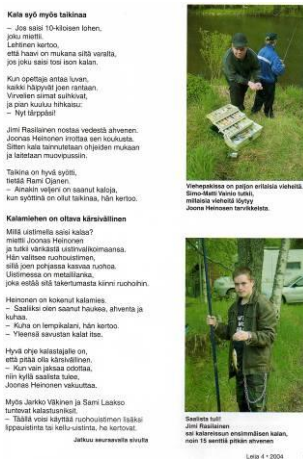 Kala syö myös taikinaa
– Jos saisi 10-kiloisen lohen,
joku miettii.
Lehtinen kertoo,
että haavi on mukana siltä varalta,
jos joku saisi tosi ison kalan.
Kun opettaja antaa luvan,
kaikki häipyvät joen rantaan.
Virvelien siimat suihkivat,
ja pian kuuluu hihkaisu:
– Nyt tärppäsi!
Jimi Rasilainen nostaa vedestä ahvenen.
Joonas Heinonen irrottaa sen koukusta.
Sitten kala tainnutetaan ohjeiden mukaan
ja laitetaan muovipussiin.
Taikina on hyvä syötti,
tietää Rami Ojanen.
– Ainakin veljeni on saanut kaloja,
kun syöttinä on ollut taikinaa, hän kertoo.
Kalamiehen on oltava kärsivällinen
Millä uistimella saisi kalaa?
miettii Joonas Heinonen
ja tutkii värikästä uistinvalikoimaansa.
Hän valitsee ruohouistimen,
sillä joen pohjassa kasvaa ruohoa.
Uistimessa on metallilanka,
joka estää sitä takertumasta kiinni ruohoihin.
Heinonen on kokenut kalamies.
– Saaliiksi olen saanut haukea, ahventa ja
kuhaa.
– Kuha on lempikalani, hän kertoo.
– Yleensä savustan kalat itse.
Hyvä ohje kalastajalle on,
että pitää olla kärsivällinen.
– Kun vain jaksaa odottaa,
niin kyllä saalista tulee,
Joonas Heinonen vakuuttaa.
Myös Jarkko Väkinen ja Sami Laakso
tuntevat kalastusniksit.
– Täällä voisi käyttää ruohouistimen lisäksi
lippauistinta tai kellu-uistinta, he kertovat.
Jatkuu seuraavalla sivulla
Viehepakissa on paljon erilaisia vieheitä.
Simo-Matti Vainio tutkii,
millaisia vieheitä löytyy
Joonas Heinosen tarvikkeista.
Saalista tuli!
Jimi Rasilainen
sai kalareissun ensimmäisen kalan,
noin 15 senttiä pitkän ahvenen
Leija 4 • 2004